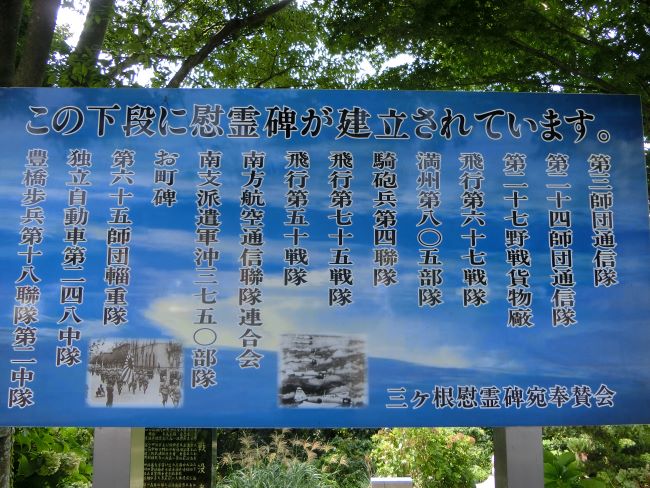 この下段に慰霊碑が建立されています。
第三師団通信隊
第二十四師団通信隊
第二十七野戦貨物廠
飛行第六十七戦隊
満州第八〇五部隊
騎砲兵第四聯隊
飛行第七十五戦隊
飛行第五十戦隊
南方航空通信聯隊連合会
南支派遣軍沖三七五〇部隊
お町碑
第六十五師団輜重隊
独立自動車第二四八中隊
豊橋歩兵第十八聯隊第二中隊
三ヶ根慰霊碑宛奉賛会